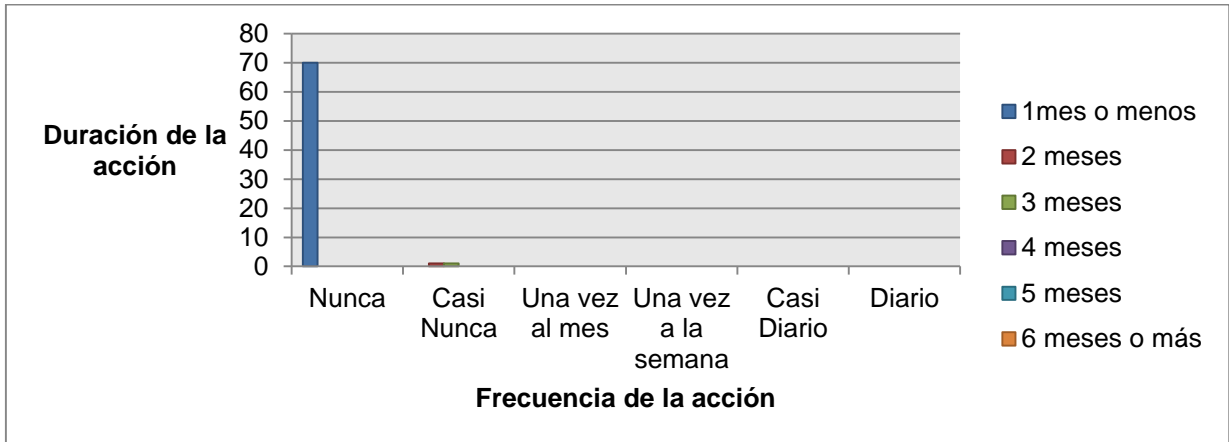 80
70
60
50
40
30
20
10
0
Duración de la
acción
Nunca
Casi
Nunca
Una vez
al mes
Una vez
a la
semana
Casi
Diario
Diario
Frecuencia de la acción
1mes o menos
2 meses
3 meses
4 meses
5 meses
6 meses o más